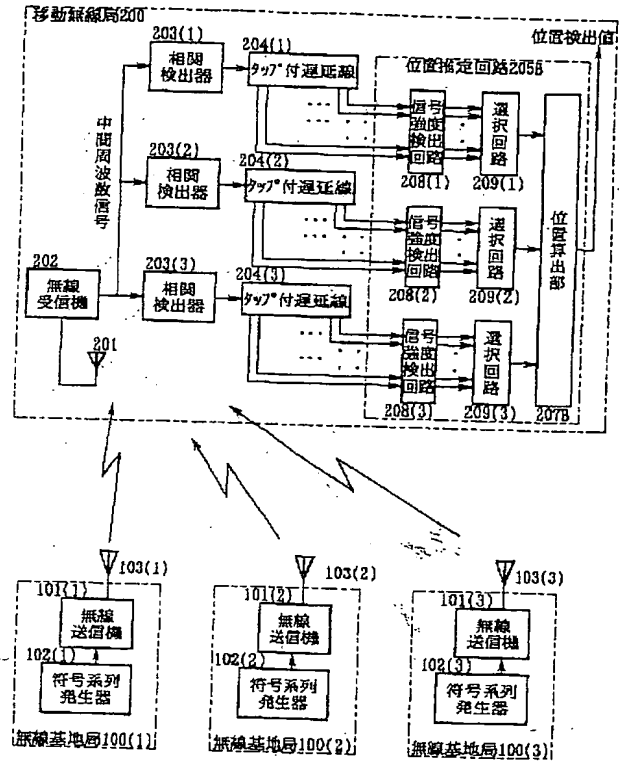 移動無線局200
位置検出値
203(1)
相関
検出器
204(1)
タップ付遅延線
位置推定回路205B
信号
強度
検出
回路
208(1)
選
択
回
路
209(1)
中間周波数信号
203(2)
相関
検出器
204(2)
タップ付遅延線
信号
強度
検出
回路
208(2)
選
択
回
路
209(2)
位置算出部
202
無線
受信機
203(3)
相関
検出器
204(3)
タップ付遅延線
信号
強度
検出
回路
208(3)
選
択
回
路
209(3)
207B
201
103(1)
101(1)
無線
送信機
102(1)
符号系列
発生器
無線基地局100(1)
103(2)
101(2)
無線
送信機
102(2)
符号系列
発生器
無線基地局100(2)
103(3)
101(3)
無線
送信機
102(3)
符号系列
発生器
無線基地局100(3)